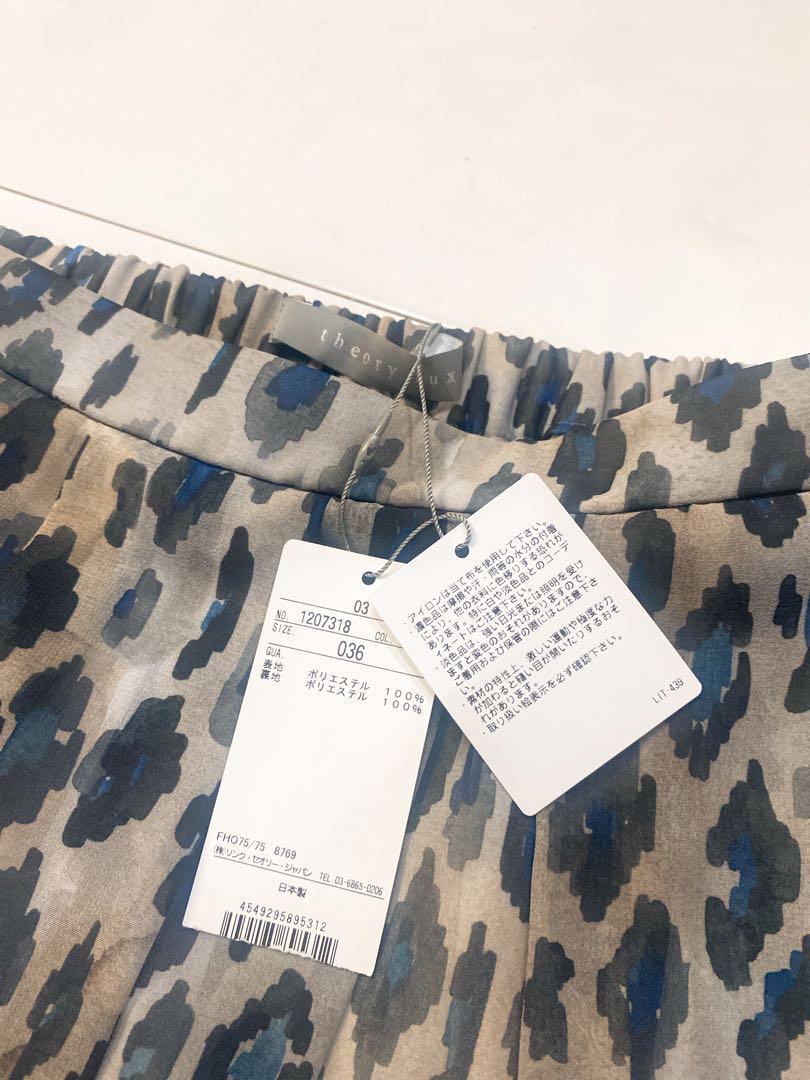 theory luxe
03
NO. 1207318 COL.
SIZE. 036
QUA.
表地 ポリエステル 100%
裏地 ポリエステル 100%
FH075/75 8769
(株)リンク・セオリー・ジャパン TEL.03-6865-0206
日本製
4549295895312
・アイロンは当て布を使用して下さい。
・濃色品は摩擦や汗・雨等の水分の付着
により、他の衣料に色移りする恐れが
あります。特に白や淡色品とのコーデ
ィネートはご注意下さい。
・淡色品は、強い日光または照明を受け
ますと変色のおそれがありますので、
ご着用および保管の際にはご注意下さ
い。
・素材の特性上、激しい運動や極度な力
が加わると縫い目が開いたりするおそ
れがあります。
・取り扱い絵表示を必ず確認下さい。
LIT-439